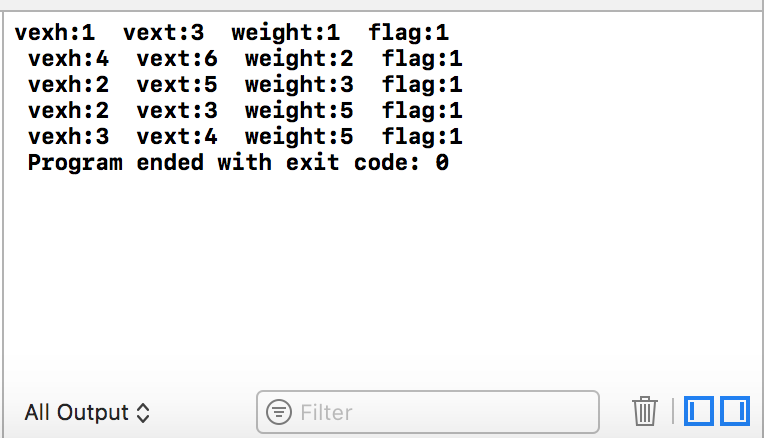 vexh:1  vext:3  weight:1  flag:1
 vexh:4  vext:6  weight:2  flag:1
 vexh:2  vext:5  weight:3  flag:1
 vexh:2  vext:3  weight:5  flag:1
 vexh:3  vext:4  weight:5  flag:1
 Program ended with exit code: 0
All Output
Filter